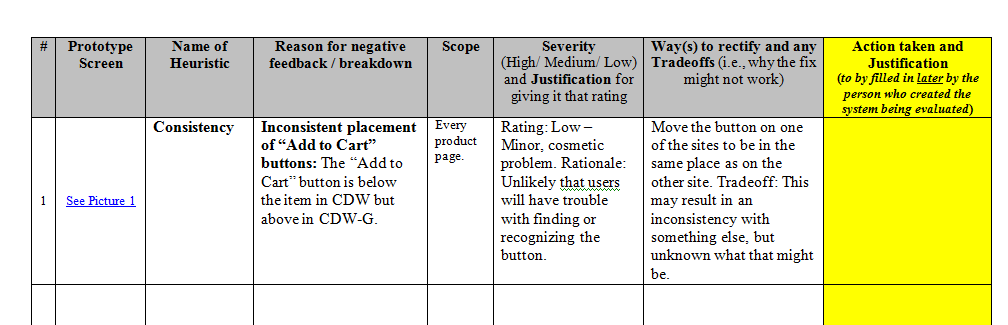 #
Prototype
Screen
Name of
Heuristic
Reason for negative
feedback / breakdown
Scope
Severity
(High/ Medium/ Low)
and Justification for
giving it that rating
Way(s) to rectify and any
Tradeoffs (i.e., why the fix
might not work)
Action taken and
Justification
(to by filled in later by the
person who created the
system being evaluated)
1
See Picture 1
Consistency
Inconsistent placement
of “Add to Cart”
buttons: The “Add to
Cart” button is below
the item in CDW but
above in CDW-G.
Every
product
page.
Rating: Low –
Minor, cosmetic
problem. Rationale:
Unlikely that users
will have trouble
with finding or
recognizing the
button.
Move the button on one
of the sites to be in the
same place as on the
other site. Tradeoff: This
may result in an
inconsistency with
something else, but
unknown what that might
be.